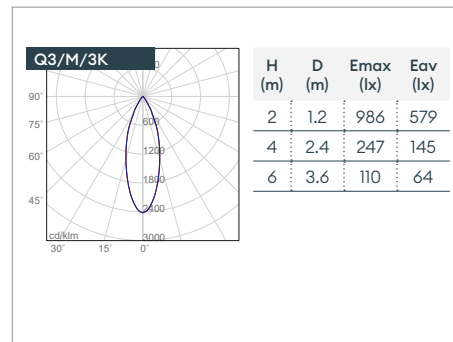 Q3/M/3K
90°
75°
60°
45°
30°
15°
0°
0
600
1200
1800
2400
3000
cd/klm
H
(m)
D
(m)
Emax
(lx)
Eav
(lx)
2 1.2 986 579
4 2.4 247 145
6 3.6 110 64